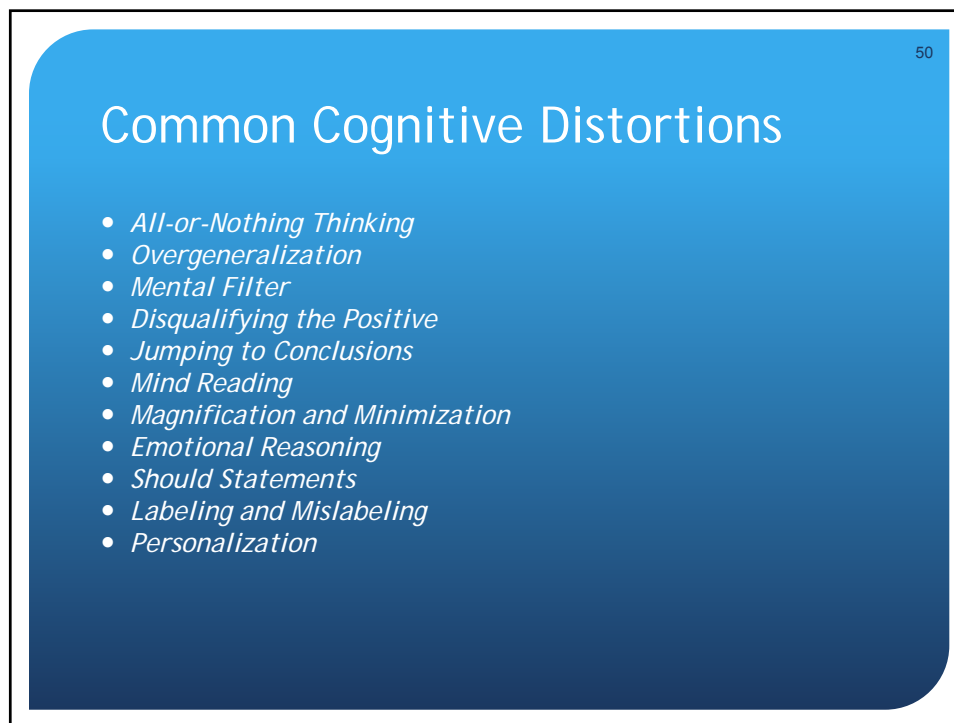 50
Common Cognitive Distortions
• All-or-Nothing Thinking
• Overgeneralization
• Mental Filter
• Disqualifying the Positive
• Jumping to Conclusions
• Mind Reading
• Magnification and Minimization
• Emotional Reasoning
• Should Statements
• Labeling and Mislabeling
• Personalization